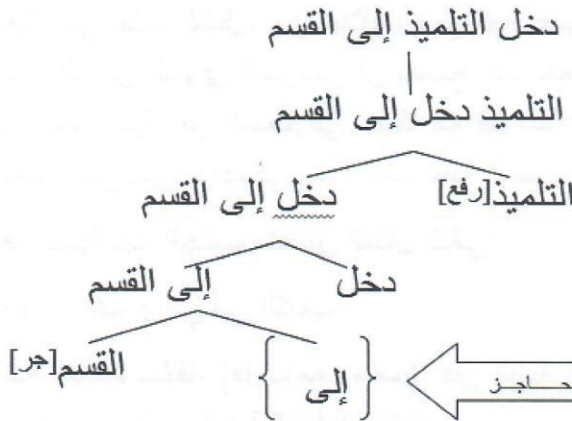 دخل التلميذ إلى القسم
التلميذ دخل إلى القسم
التلميذ[رفع] دخل إلى القسم
دخل إلى القسم
إلى القسم[جر]
حاجز